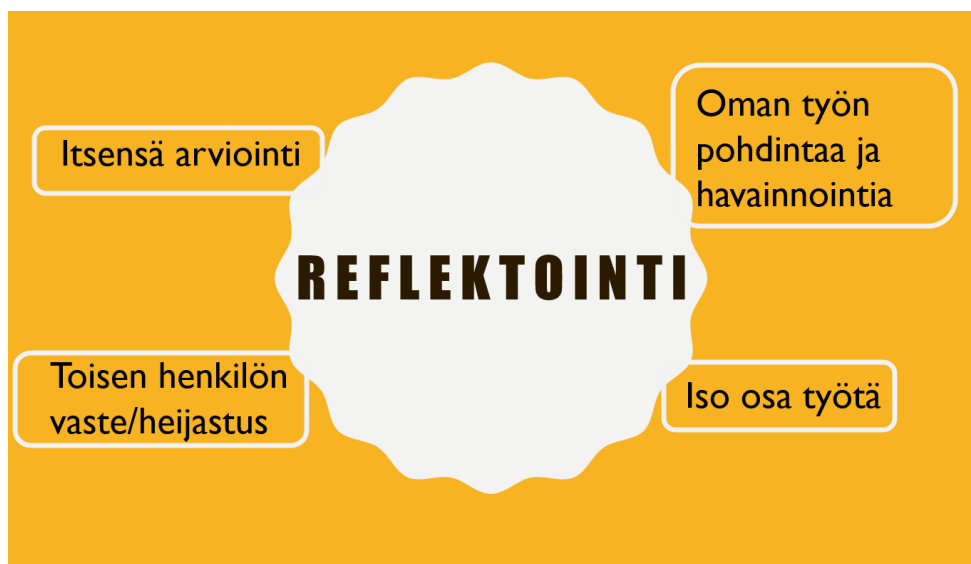 Itsensä arviointi
Oman työn
pohdintaa ja
havainnointia
REFLEKTOINTI
Toisen henkilön
vaste/heijastus
Iso osa työtä